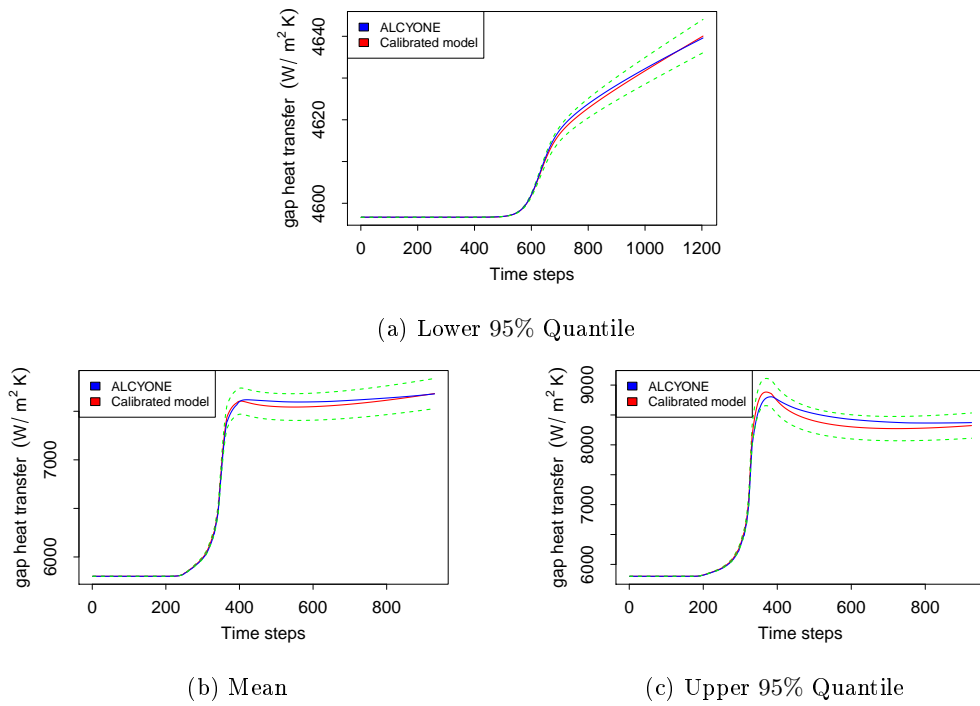 ALCYONE
Calibrated model
gap heat transfer (W/ m² K)
4600
4620
4640
0 200 400 600 800 1000 1200
Time steps
(a) Lower 95% Quantile
ALCYONE
Calibrated model
gap heat transfer (W/ m² K)
6000
7000
0 200 400 600 800
Time steps
(b) Mean
ALCYONE
Calibrated model
gap heat transfer (W/ m² K)
6000
7000
8000
9000
0 200 400 600 800
Time steps
(c) Upper 95% Quantile